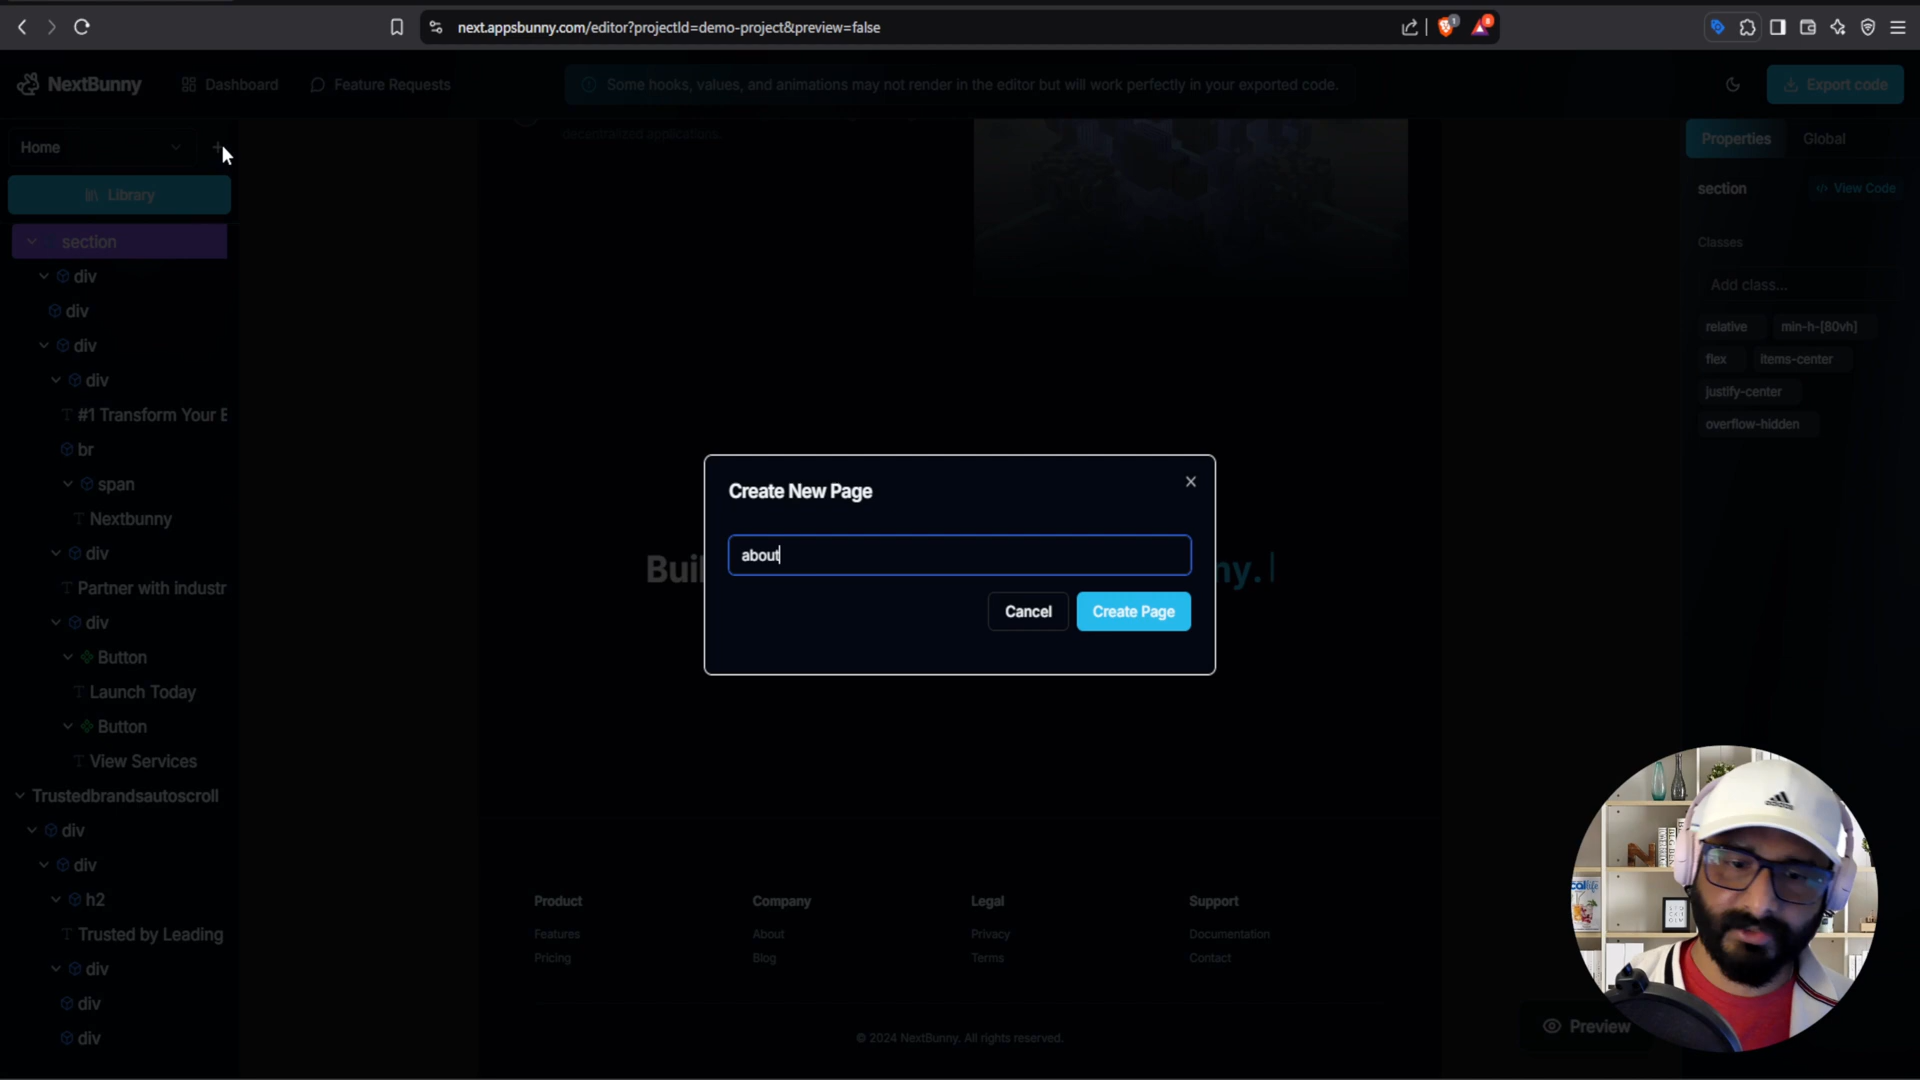 next.appsbunny.com/editor?projectId=demo-project&preview=false
NextBunny
Dashboard
Feature Requests
Some hooks, values, and animations may not render in the editor but will work perfectly in your exported code.
Export code
Home
Library
section
div
div
div
div
#1 Transform Your E
br
span
Nextbunny
div
Partner with industr
div
Button
Launch Today
Button
View Services
Trustedbrandsautoscroll
div
div
h2
Trusted by Leading
div
div
div
decentralised applications.
Create New Page
about
Cancel
Create Page
Buil
ny.
Product
Features
Pricing
Company
About
Blog
Legal
Privacy
Terms
Support
Documentation
Contact
© 2024 NextBunny. All rights reserved.
Properties
Global
section
View Code
Classes
Add class...
relative
min-h-[80vh]
flex
items-center
justify-center
overflow-hidden
Preview